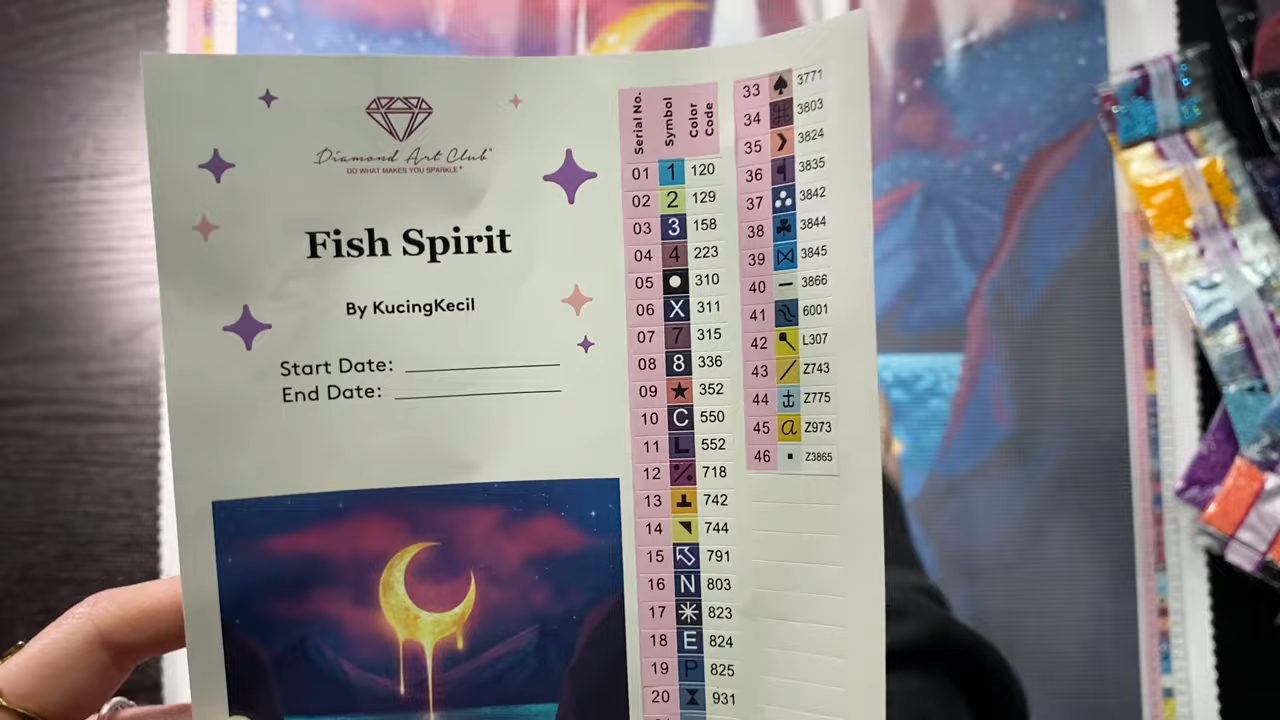 Diamond Art Club®
DO WHAT MAKES YOU SPARKLE®
Fish Spirit
By KucingKecil
Start Date:
End Date:
Serial No. Symbol Color Code
01 1 120
02 2 129
03 3 158
04 4 223
05 310
06 X 311
07 7 315
08 8 336
09 ★ 352
10 C 550
11 L 552
12 718
13 742
14 744
15 791
16 N 803
17 823
18 E 824
19 P 825
20 931
33 ♠ 3771
34 3803
35 3824
36 3835
37 3842
38 ♣ 3844
39 3845
40 3866
41 6001
42 L307
43 / Z743
44 ⚓ Z775
45 a Z973
46 Z3865